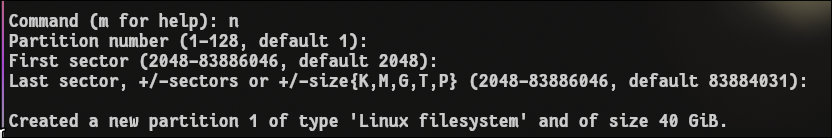 Command (m for help): n
Partition number (1-128, default 1):
First sector (2048-83886046, default 2048):
Last sector, +/-sectors or +/-size{K,M,G,T,P} (2048-83886046, default 83884031):
Created a new partition 1 of type 'Linux filesystem' and of size 40 GiB.